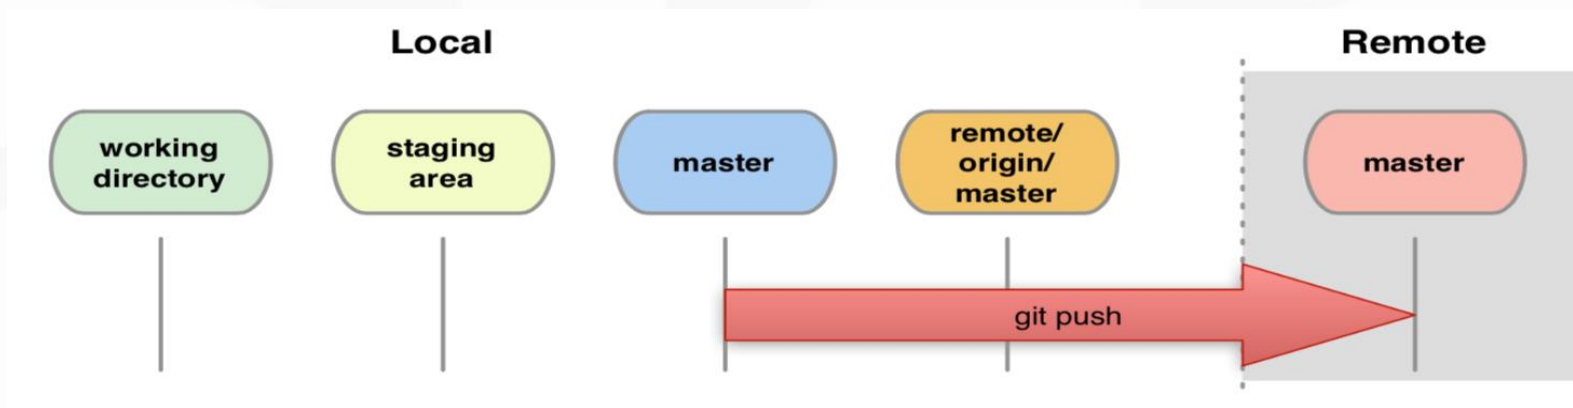 Local
Remote
working
directory
staging
area
master
remote/
origin/
master
master
git push